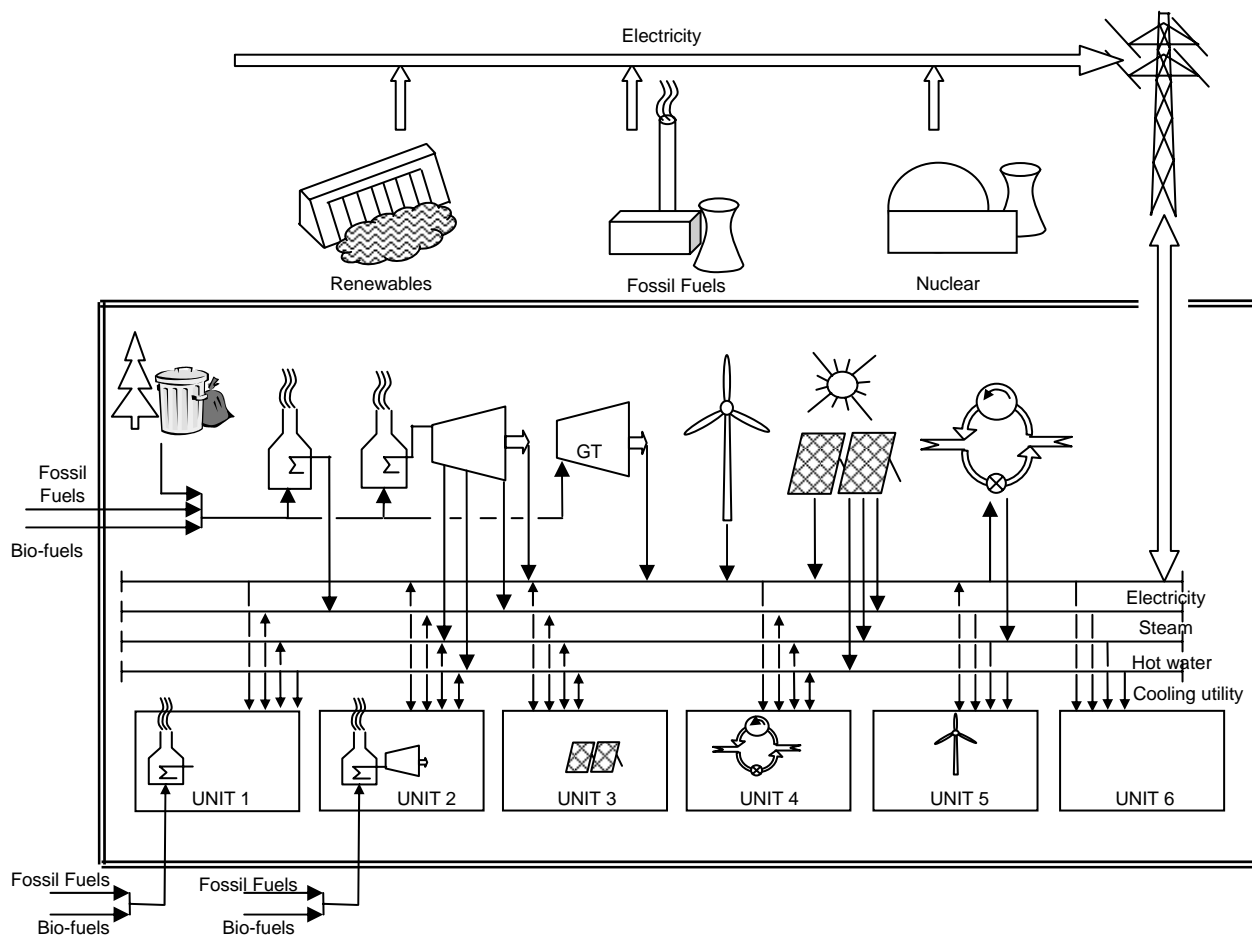 Electricity
Renewables
Fossil Fuels
Nuclear
GT
Fossil
Fuels
Bio-fuels
Electricity
Steam
Hot water
Cooling utility
Σ
Σ
Σ
Σ
UNIT 1
UNIT 2
UNIT 3
UNIT 4
UNIT 5
UNIT 6
Fossil Fuels
Bio-fuels
Fossil Fuels
Bio-fuels